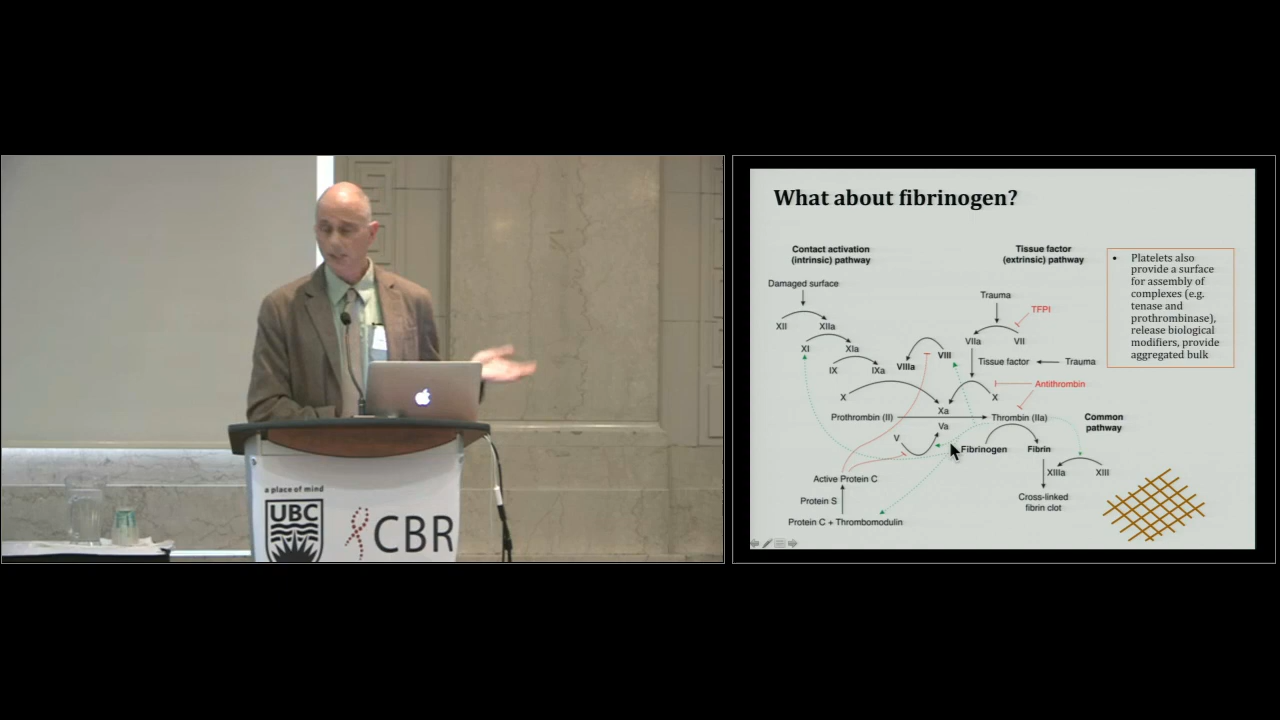 a place of mind
UBC
CBR
What about fibrinogen?
Contact activation
(intrinsic) pathway
Tissue factor
(extrinsic) pathway
• Platelets also
provide a surface
for assembly of
complexes (e.g.
tenase and
prothrombinase),
release biological
modifiers, provide
aggregated bulk
Damaged surface
Trauma
TFPI
XII
XIIa
VIIa
VII
XI
XIa
VIII
Tissue factor
Trauma
IX
IXa
VIIIa
Antithrombin
X
X
Xa
Prothrombin (II)
Thrombin (IIa)
Common
pathway
Va
V
Fibrinogen
Fibrin
XIIIa
XIII
Active Protein C
Protein S
Cross-linked
fibrin clot
Protein C + Thrombomodulin